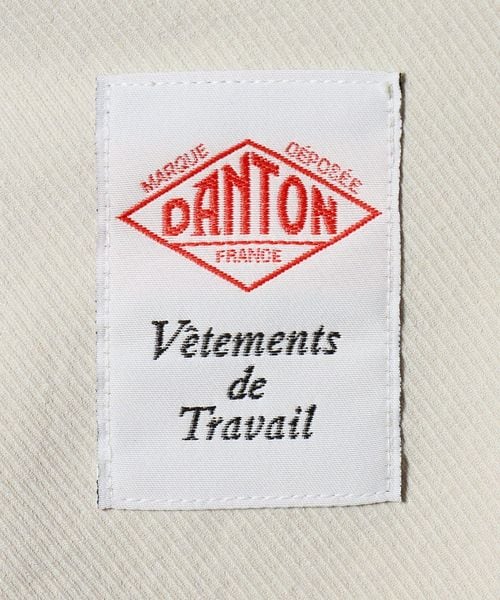 MARQUE DÉPOSÉE
DANTON
FRANCE
Vêtements
de
Travail